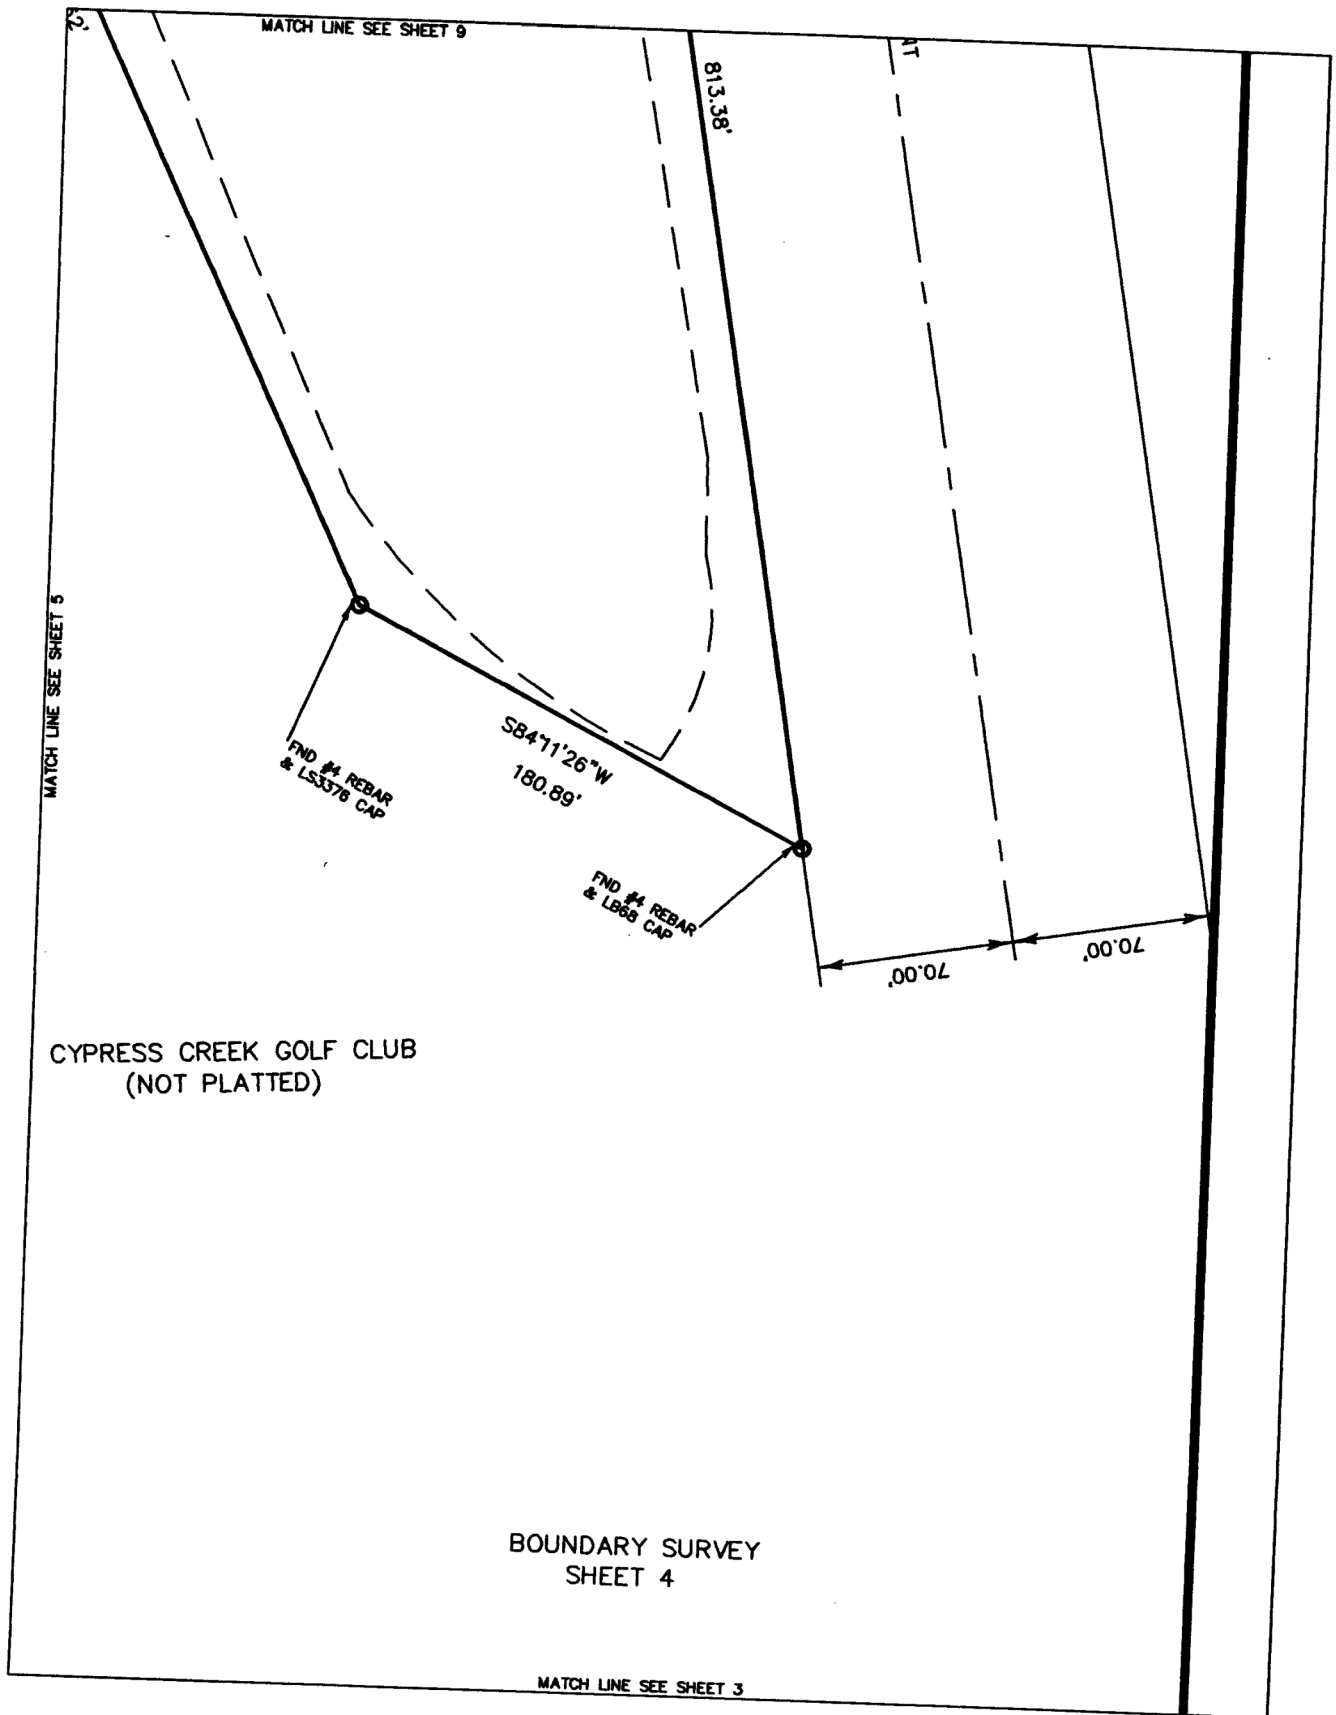 MATCH LINE SEE SHEET 9
2'
AT
813.38'
MATCH LINE SEE SHEET 5
S84°11'26"W
180.89'
FND #4 REBAR
& LS3376 CAP
FND #4 REBAR
& LB68 CAP
70.00'
70.00'
CYPRESS CREEK GOLF CLUB
(NOT PLATTED)
BOUNDARY SURVEY
SHEET 4
MATCH LINE SEE SHEET 3